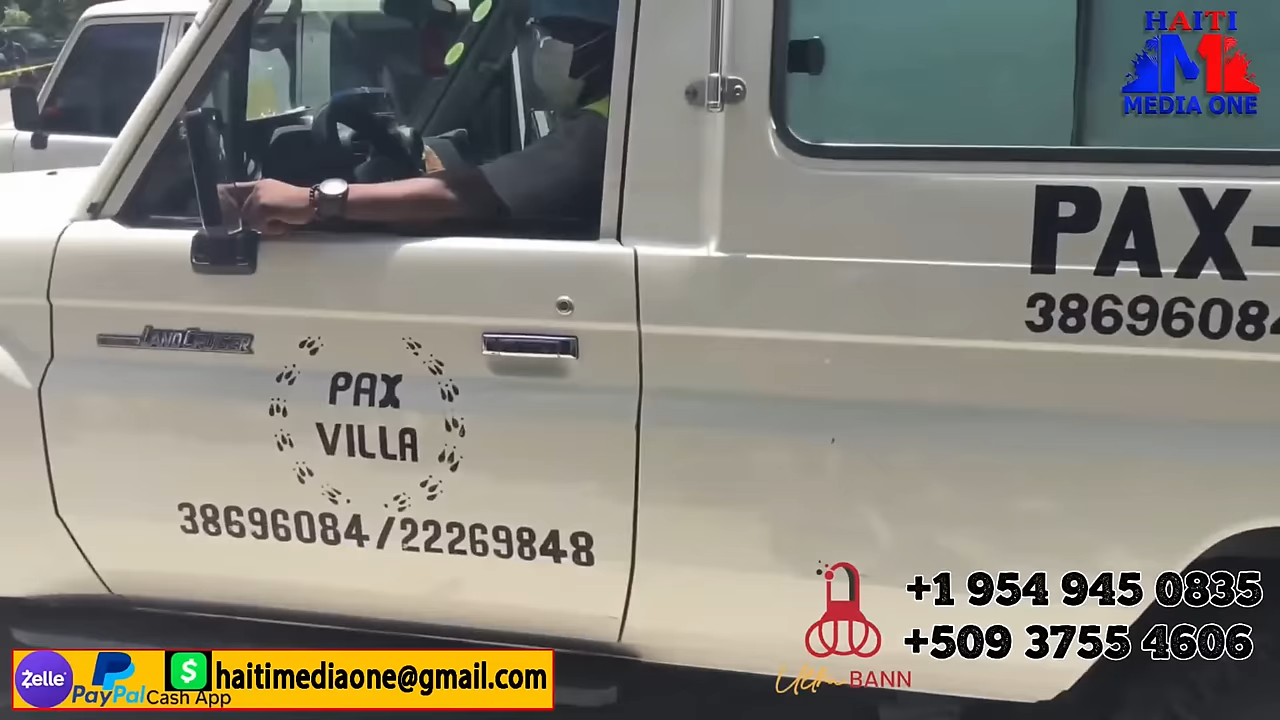 HAITI
M
MEDIA ONE
PAX-
38696084
LAND CRUISER
PAX
VILLA
38696084/22269848
+1 954 945 0835
+509 3755 4606
BANN
Zelle
PayPal
$
Cash App
haitimediaone@gmail.com